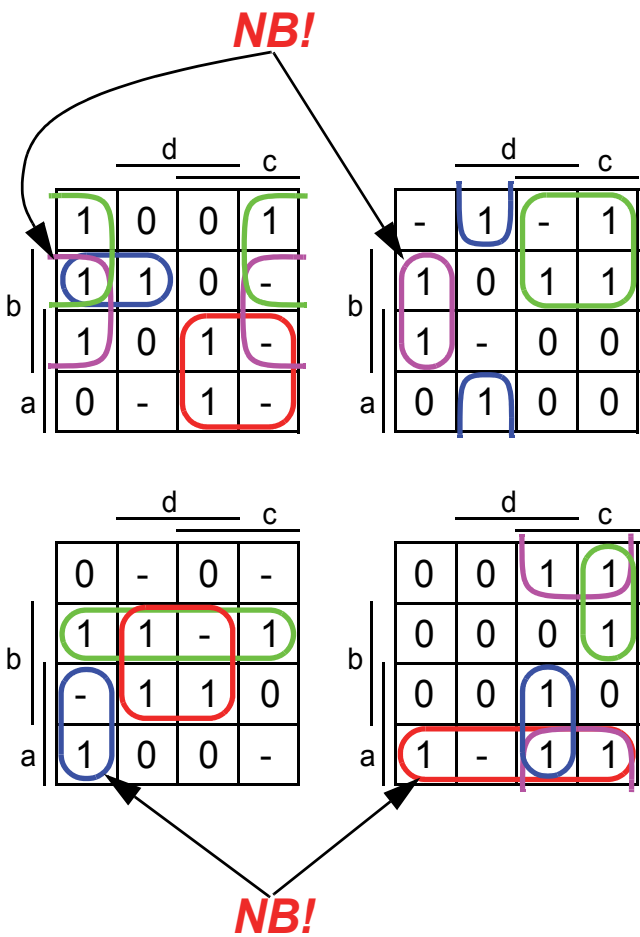 NB!
d
c
1 0 0 1
b
1 1 0 -
1 0 1 -
a
0 - 1 -
d
c
- 1 - 1
b
1 0 1 1
1 - 0 0
a
0 1 0 0
d
c
0 - 0 -
b
1 1 - 1
- 1 1 0
a
1 0 0 -
d
c
0 0 1 1
b
0 0 0 1
0 0 1 0
a
1 - 1 1
NB!